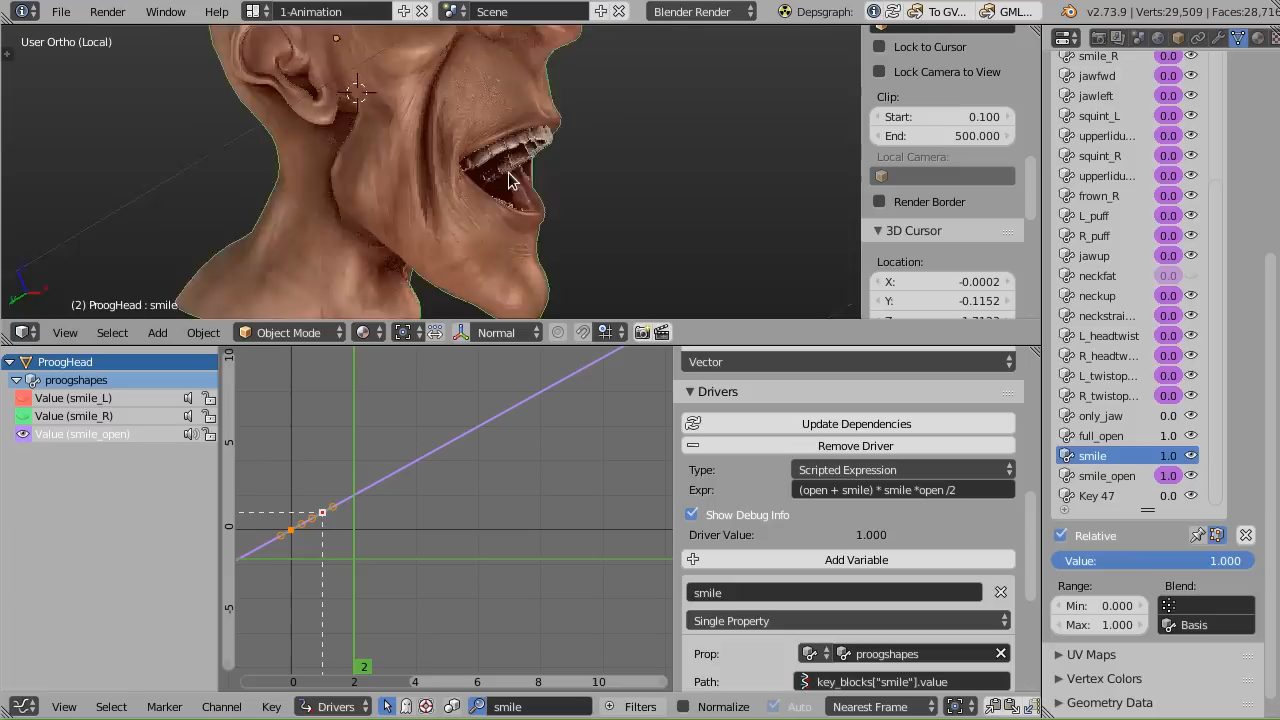 File Render Window Help 1-Animation Scene Blender Render Depsgraph: To GV... GML... v2.73.9 | Verts:29,509 | Faces:28,71
User Ortho (Local)
(2) ProogHead : smile
View Select Add Object Object Mode Normal
Lock to Cursor
Lock Camera to View
Clip:
Start: 0.100
End: 500.000
Local Camera:
Render Border
3D Cursor
Location:
X: -0.0002
Y: -0.1152
smile_R 0.0
jawfwd 0.0
jawleft 0.0
squint_L 0.0
upperlidu... 0.0
squint_R 0.0
upperlidu... 0.0
frown_R 0.0
L_puff 0.0
R_puff 0.0
jawup 0.0
neckfat 0.0
neckup 0.0
neckstrai... 0.0
L_headtwist 0.0
R_headtw... 0.0
L_twistop... 0.0
R_twistop... 0.0
only_jaw 0.0
full_open 1.0
smile 1.0
smile_open 1.0
Key 47 0.0
Relative
Value: 1.000
Range: Blend:
Min: 0.000
Max: 1.000 Basis
UV Maps
Vertex Colors
Geometry Data
ProogHead
proogshapes
Value (smile_L)
Value (smile_R)
Value (smile_open)
10
5
0
-5
0 2 4 6 8 10
2
Vector
Drivers
Update Dependencies
Remove Driver
Type: Scripted Expression
Expr: (open + smile) * smile *open /2
Show Debug Info
Driver Value: 1.000
Add Variable
smile
Single Property
Prop: proogshapes
Path: key_blocks["smile"].value
View Select Marker Channel Key Drivers smile Filters Normalize Auto Nearest Frame